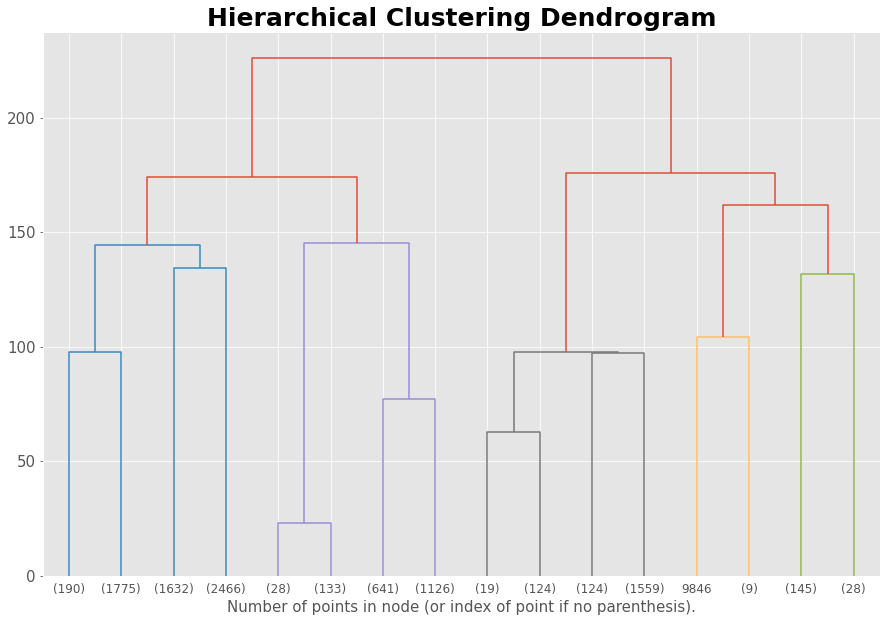 Hierarchical Clustering Dendrogram
200
150
100
50
0
(190) (1775) (1632) (2466) (28) (133) (641) (1126) (19) (124) (124) (1559) 9846 (9) (145) (28)
Number of points in node (or index of point if no parenthesis).